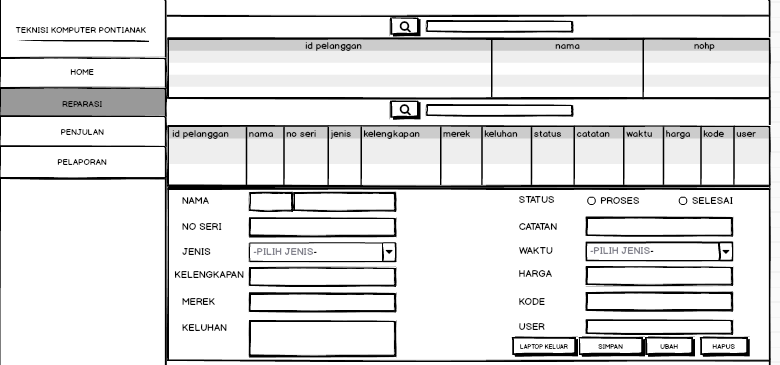 TEKNISI KOMPUTER PONTIANAK
HOME
REPARASI
PENJULAN
PELAPORAN
id pelanggan nama nohp
id pelanggan nama no seri jenis kelengkapan merek keluhan status catatan waktu harga kode user
NAMA
NO SERI
JENIS -PILIH JENIS-
KELENGKAPAN
MEREK
KELUHAN
STATUS PROSES SELESAI
CATATAN
WAKTU -PILIH JENIS-
HARGA
KODE
USER
LAPTOP KELUAR SIMPAN UBAH HAPUS